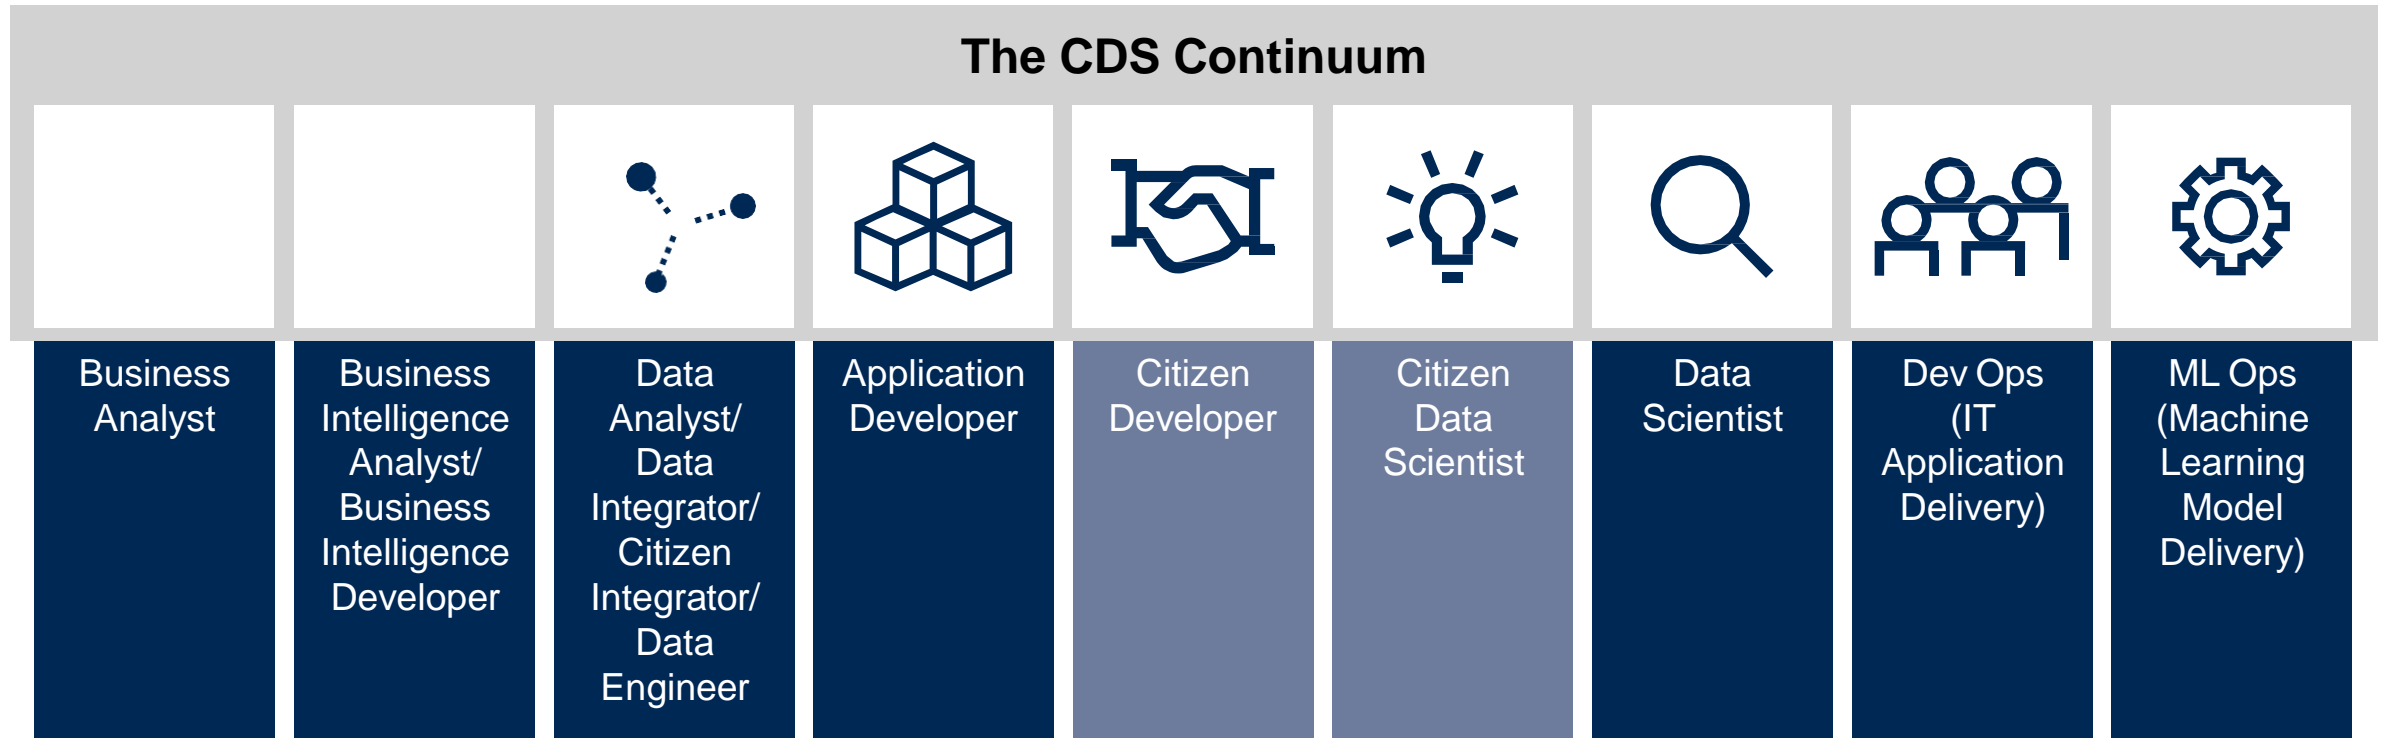 The CDS Continuum
Business
Analyst
Business
Intelligence
Analyst/
Business
Intelligence
Developer
Data
Analyst/
Data
Integrator/
Citizen
Integrator/
Data
Engineer
Application
Developer
Citizen
Developer
Citizen
Data
Scientist
Data
Scientist
Dev Ops
(IT
Application
Delivery)
ML Ops
(Machine
Learning
Model
Delivery)